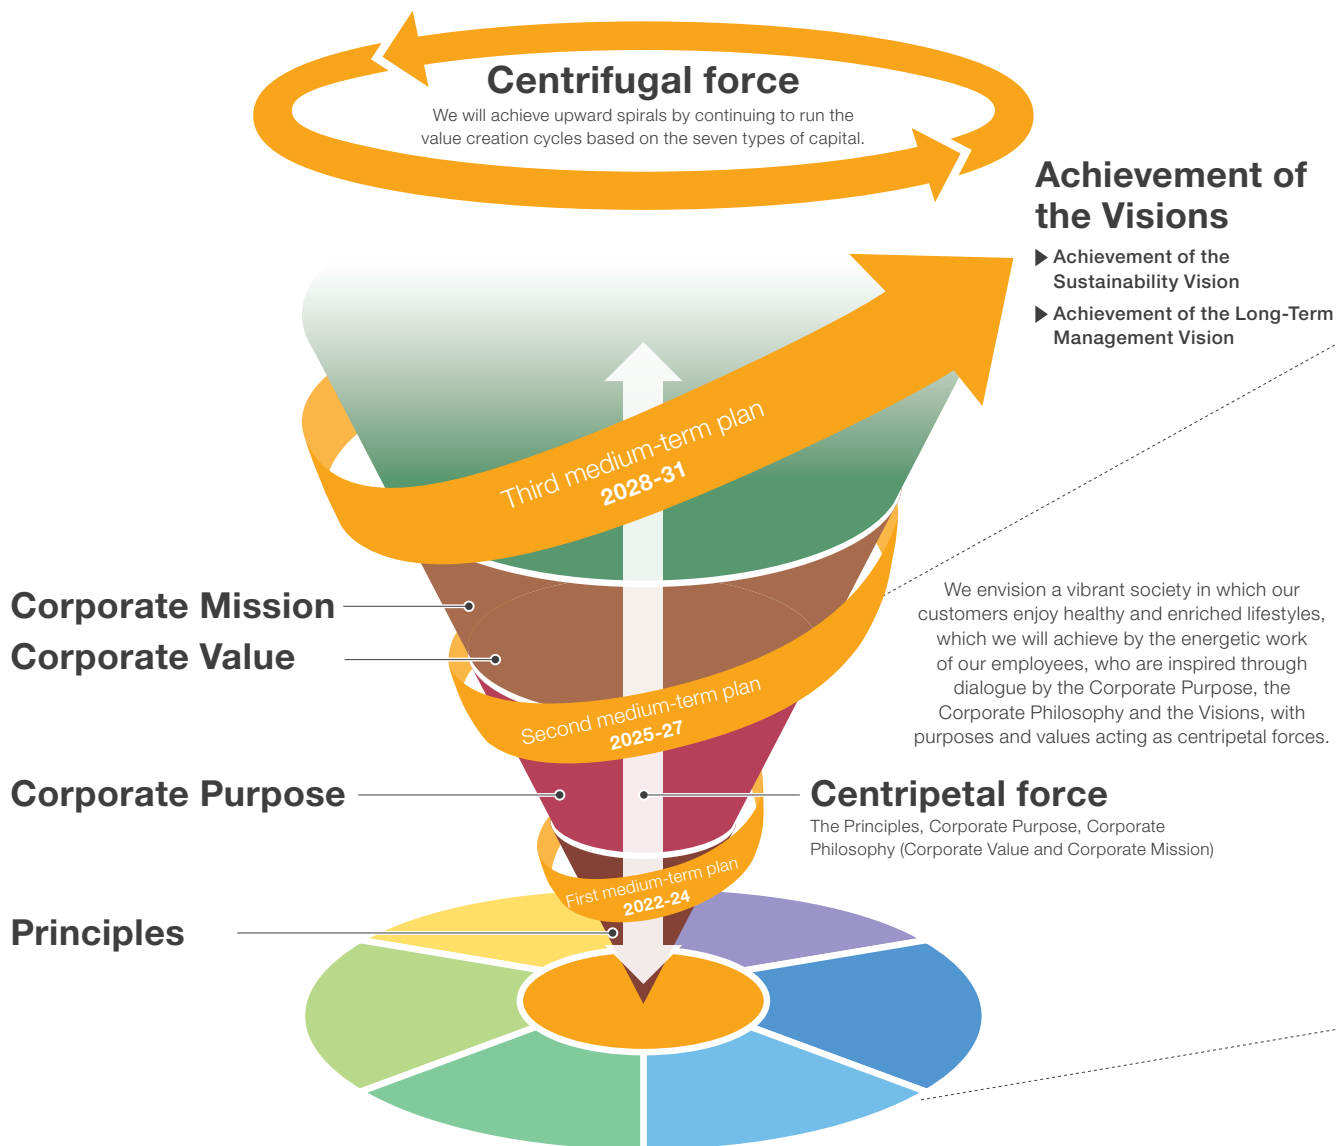 Centrifugal force
We will achieve upward spirals by continuing to run the
value creation cycles based on the seven types of capital.
Achievement of
the Visions
Achievement of the
Sustainability Vision
Achievement of the Long-Term
Management Vision
Third medium-term plan
2028-31
Corporate Mission
Corporate Value
We envision a vibrant society in which our
customers enjoy healthy and enriched lifestyles,
which we will achieve by the energetic work
of our employees, who are inspired through
dialogue by the Corporate Purpose, the
Corporate Philosophy and the Visions, with
purposes and values acting as centripetal forces.
Second medium-term plan
2025-27
Corporate Purpose
Centripetal force
The Principles, Corporate Purpose, Corporate
Philosophy (Corporate Value and Corporate Mission)
First medium-term plan
2022-24
Principles